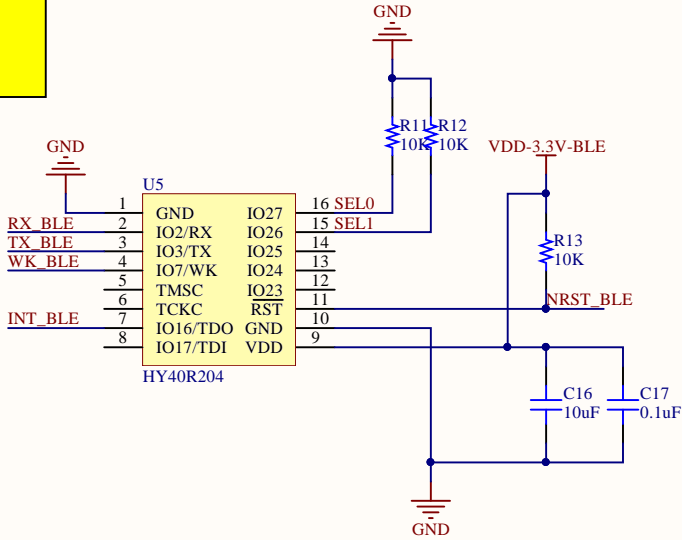 GND
R11
10K
R12
10K
VDD-3.3V-BLE
GND
U5
1 GND IO27 16 SEL0
RX_BLE 2 IO2/RX IO26 15 SEL1
TX_BLE 3 IO3/TX IO25 14
WK_BLE 4 IO7/WK IO24 13
5 TMSC IO23 12
6 TCKC RST 11 NRST_BLE
INT_BLE 7 IO16/TDO GND 10
8 IO17/TDI VDD 9
HY40R204
R13
10K
C16
10uF
C17
0.1uF
GND